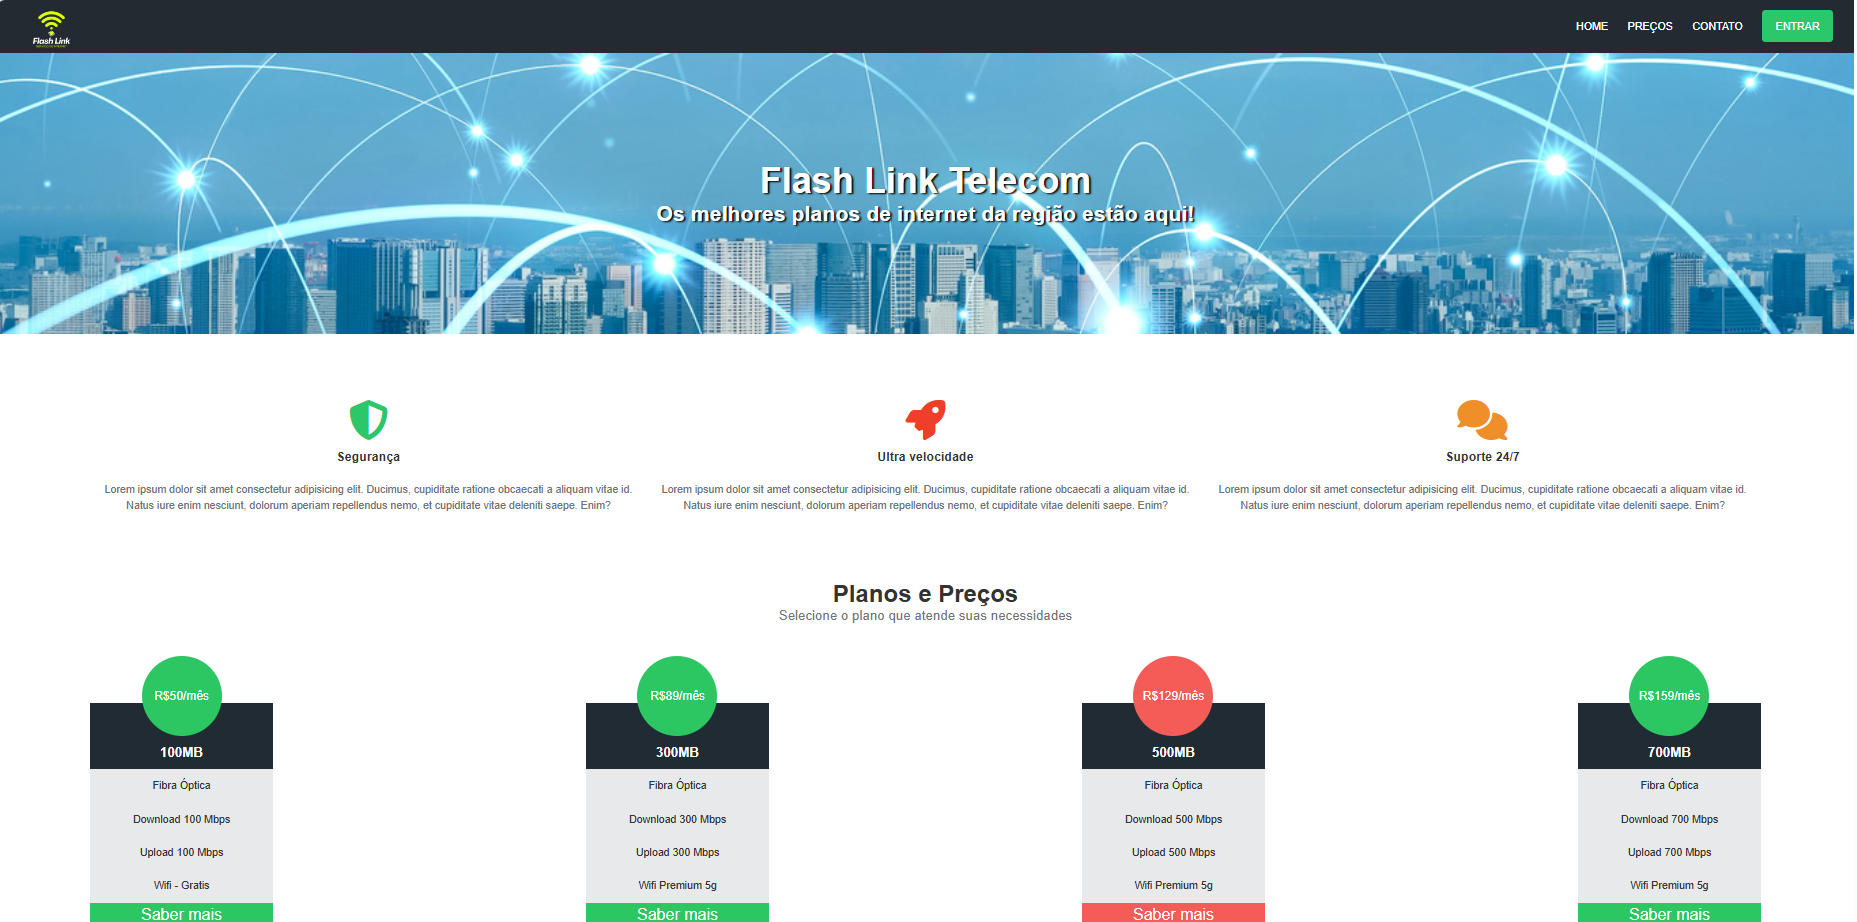 Flash Link
HOME
PREÇOS
CONTATO
ENTRAR
Flash Link Telecom
Os melhores planos de internet da região estão aqui!
Segurança
Lorem ipsum dolor sit amet consectetur adipisicing elit. Ducimus, cupiditate ratione obcaecati a aliquam vitae id.
Natus iure enim nesciunt, dolorum aperiam repellendus nemo, et cupiditate vitae deleniti saepe. Enim?
Ultra velocidade
Lorem ipsum dolor sit amet consectetur adipisicing elit. Ducimus, cupiditate ratione obcaecati a aliquam vitae id.
Natus iure enim nesciunt, dolorum aperiam repellendus nemo, et cupiditate vitae deleniti saepe. Enim?
Suporte 24/7
Lorem ipsum dolor sit amet consectetur adipisicing elit. Ducimus, cupiditate ratione obcaecati a aliquam vitae id.
Natus iure enim nesciunt, dolorum aperiam repellendus nemo, et cupiditate vitae deleniti saepe. Enim?
Planos e Preços
Selecione o plano que atende suas necessidades
R$50/mês
100MB
Fibra Óptica
Download 100 Mbps
Upload 100 Mbps
Wifi - Gratis
Saber mais
R$89/mês
300MB
Fibra Óptica
Download 300 Mbps
Upload 300 Mbps
Wifi Premium 5g
Saber mais
R$129/mês
500MB
Fibra Óptica
Download 500 Mbps
Upload 500 Mbps
Wifi Premium 5g
Saber mais
R$159/mês
700MB
Fibra Óptica
Download 700 Mbps
Upload 700 Mbps
Wifi Premium 5g
Saber mais